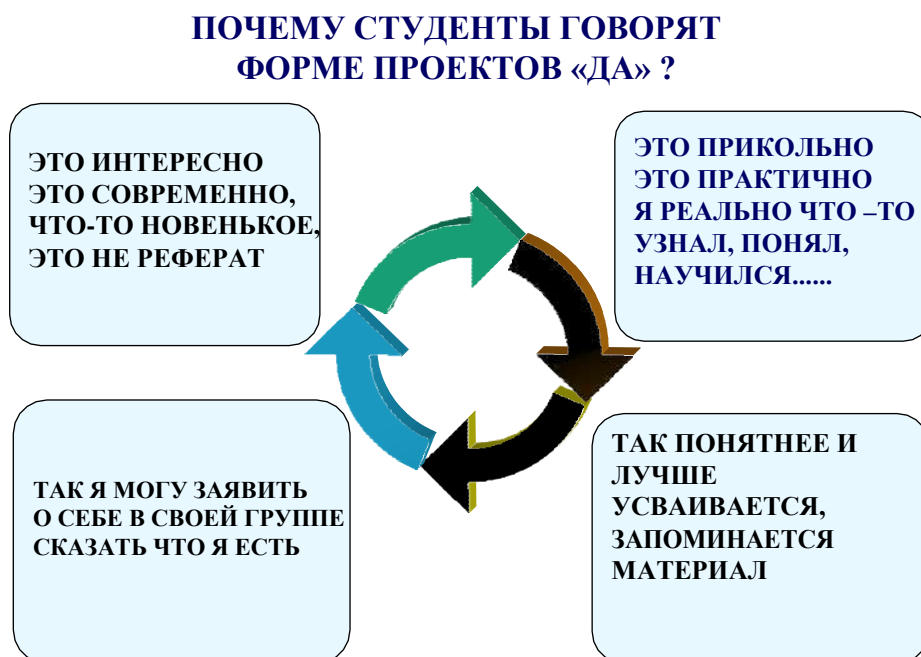 ПОЧЕМУ СТУДЕНТЫ ГОВОРЯТ
ФОРМЕ ПРОЕКТОВ «ДА» ?
ЭТО ИНТЕРЕСНО
ЭТО СОВРЕМЕННО,
ЧТО-ТО НОВЕНЬКОЕ,
ЭТО НЕ РЕФЕРАТ
ЭТО ПРИКОЛЬНО
ЭТО ПРАКТИЧНО
Я РЕАЛЬНО ЧТО –ТО
УЗНАЛ, ПОНЯЛ,
НАУЧИЛСЯ......
ТАК Я МОГУ ЗАЯВИТЬ
О СЕБЕ В СВОЕЙ ГРУППЕ
СКАЗАТЬ ЧТО Я ЕСТЬ
ТАК ПОНЯТНЕЕ И
ЛУЧШЕ
УСВАИВАЕТСЯ,
ЗАПОМИНАЕТСЯ
МАТЕРИАЛ